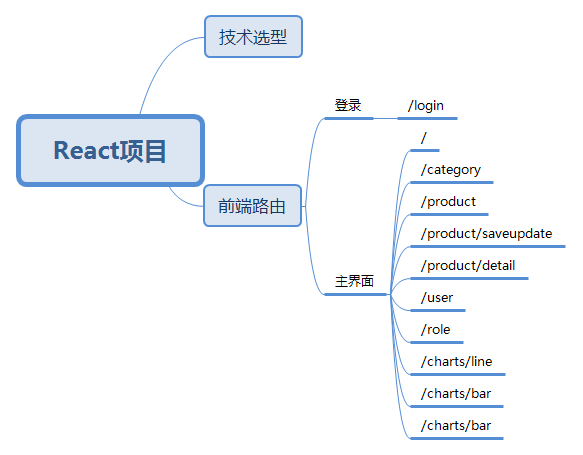 React项目
技术选型
前端路由
登录
/login
主界面
/
/category
/product
/product/saveupdate
/product/detail
/user
/role
/charts/line
/charts/bar
/charts/bar